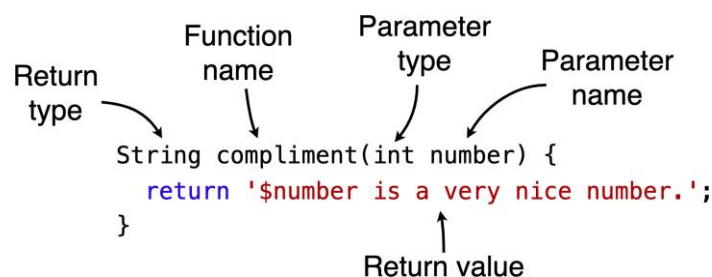 Return
type
Function
name
Parameter
type
Parameter
name
String compliment(int number) {
  return '$number is a very nice number.';
}
Return value